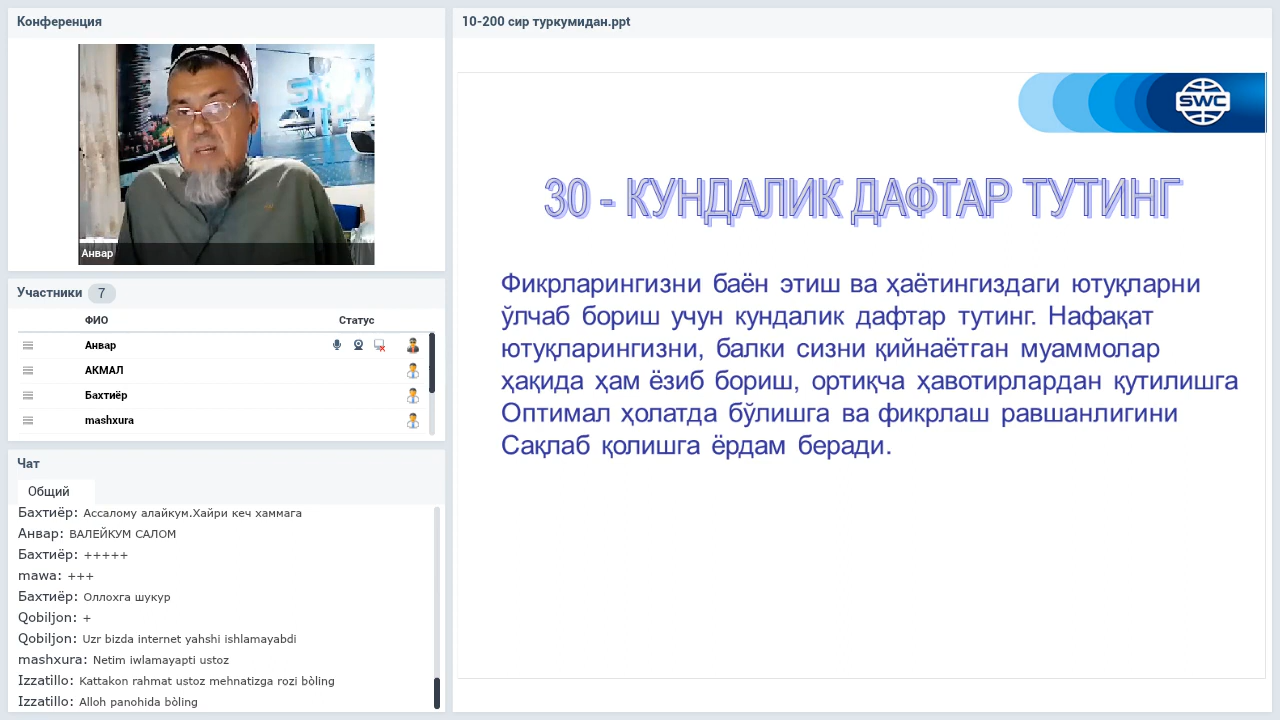 Конференция
Анвар
Участники 7
ФИО Статус
Анвар
АКМАЛ
Бахтиёр
mashxura
Чат
Общий
Бахтиёр: Ассалому алайкум.Хайри кеч хаммага
Анвар: ВАЛЕЙКУМ САЛОМ
Бахтиёр: +++++
mawa: +++
Бахтиёр: Оллохга шукур
Qobiljon: +
Qobiljon: Uzr bizda internet yahshi ishlamayabdi
mashxura: Netim iwlamayapti ustoz
Izzatillo: Kattakon rahmat ustoz mehnatizga rozi bòling
Izzatillo: Alloh panohida bòling
10-200 сир туркумидан.ppt
SWC
30 - КУНДАЛИК ДАФТАР ТУТИНГ
Фикрларингизни баён этиш ва ҳаётингиздаги ютуқларни
ўлчаб бориш учун кундалик дафтар тутинг. Нафақат
ютуқларингизни, балки сизни қийнаётган муаммолар
ҳақида ҳам ёзиб бориш, ортиқча ҳавотирлардан қутилишга
Оптимал ҳолатда бўлишга ва фикрлаш равшанлигини
Сақлаб қолишга ёрдам беради.